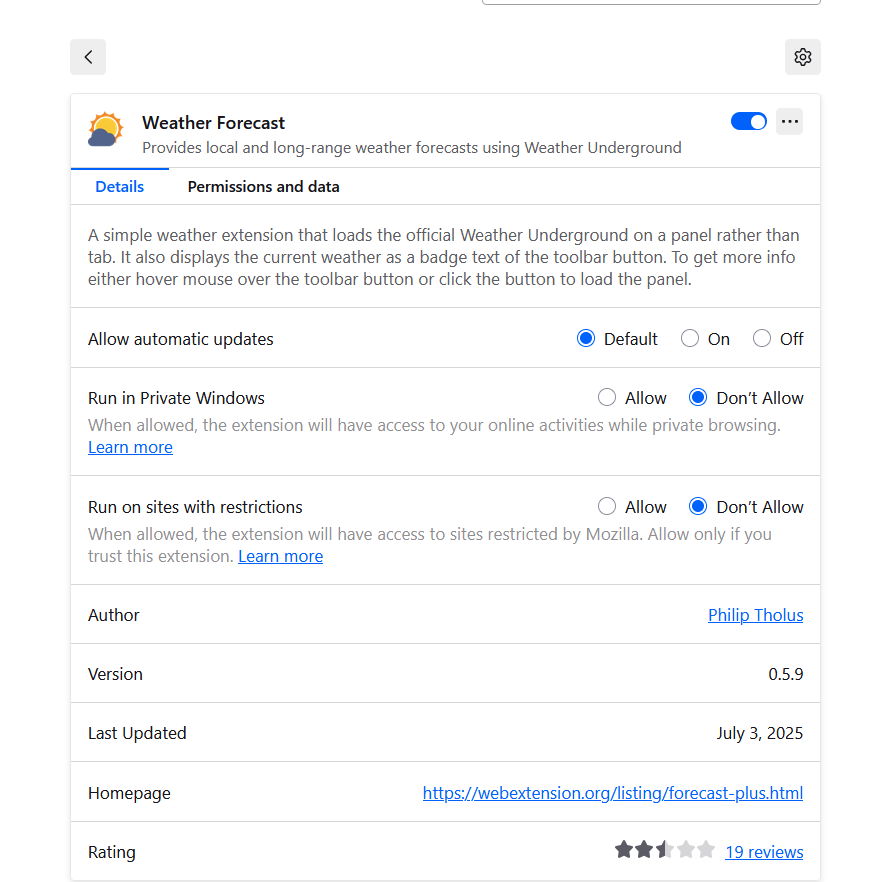 Weather Forecast
Provides local and long-range weather forecasts using Weather Underground
Details Permissions and data
A simple weather extension that loads the official Weather Underground on a panel rather than
tab. It also displays the current weather as a badge text of the toolbar button. To get more info
either hover mouse over the toolbar button or click the button to load the panel.
Allow automatic updates Default On Off
Run in Private Windows Allow Don’t Allow
When allowed, the extension will have access to your online activities while private browsing.
Learn more
Run on sites with restrictions Allow Don’t Allow
When allowed, the extension will have access to sites restricted by Mozilla. Allow only if you
trust this extension. Learn more
Author Philip Tholus
Version 0.5.9
Last Updated July 3, 2025
Homepage https://webextension.org/listing/forecast-plus.html
Rating 19 reviews